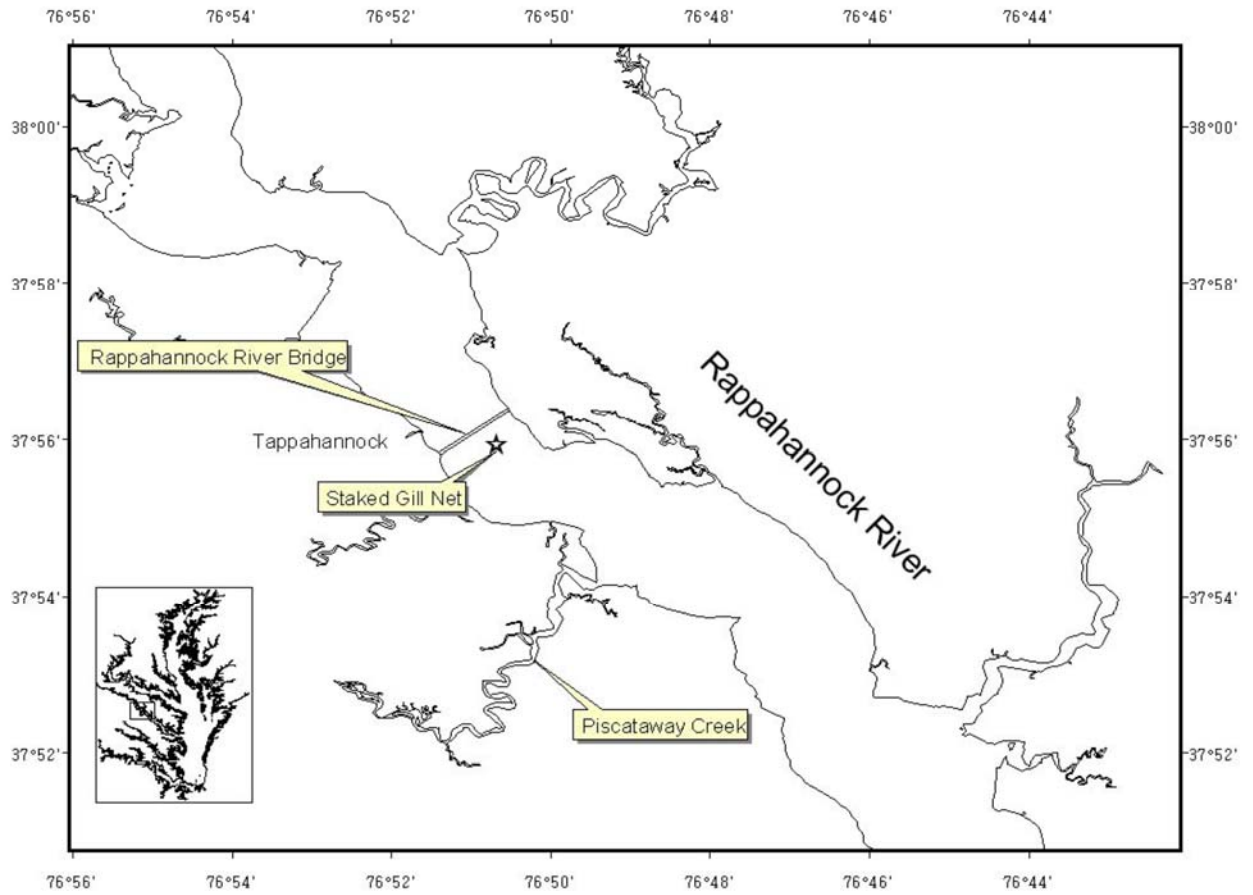 76°56' 76°54' 76°52' 76°50' 76°48' 76°46' 76°44'
38°00' 38°00'
37°58' 37°58'
Rappahannock River Bridge
Rappahannock River
37°56' Tappahannock 37°56'
Staked Gill Net
37°54' 37°54'
Piscataway Creek
37°52' 37°52'
76°56' 76°54' 76°52' 76°50' 76°48' 76°46' 76°44'